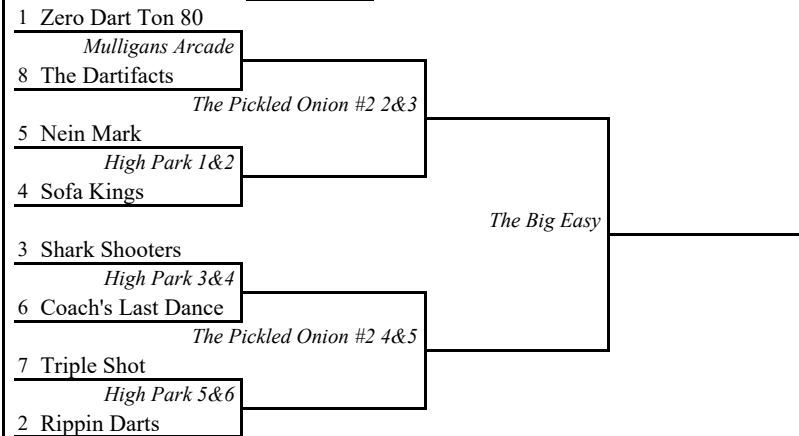 1 Zero Dart Ton 80
Mulligans Arcade
8 The Dartifacts
The Pickled Onion #2 2&3
5 Nein Mark
High Park 1&2
4 Sofa Kings
The Big Easy
3 Shark Shooters
High Park 3&4
6 Coach's Last Dance
The Pickled Onion #2 4&5
7 Triple Shot
High Park 5&6
2 Rippin Darts